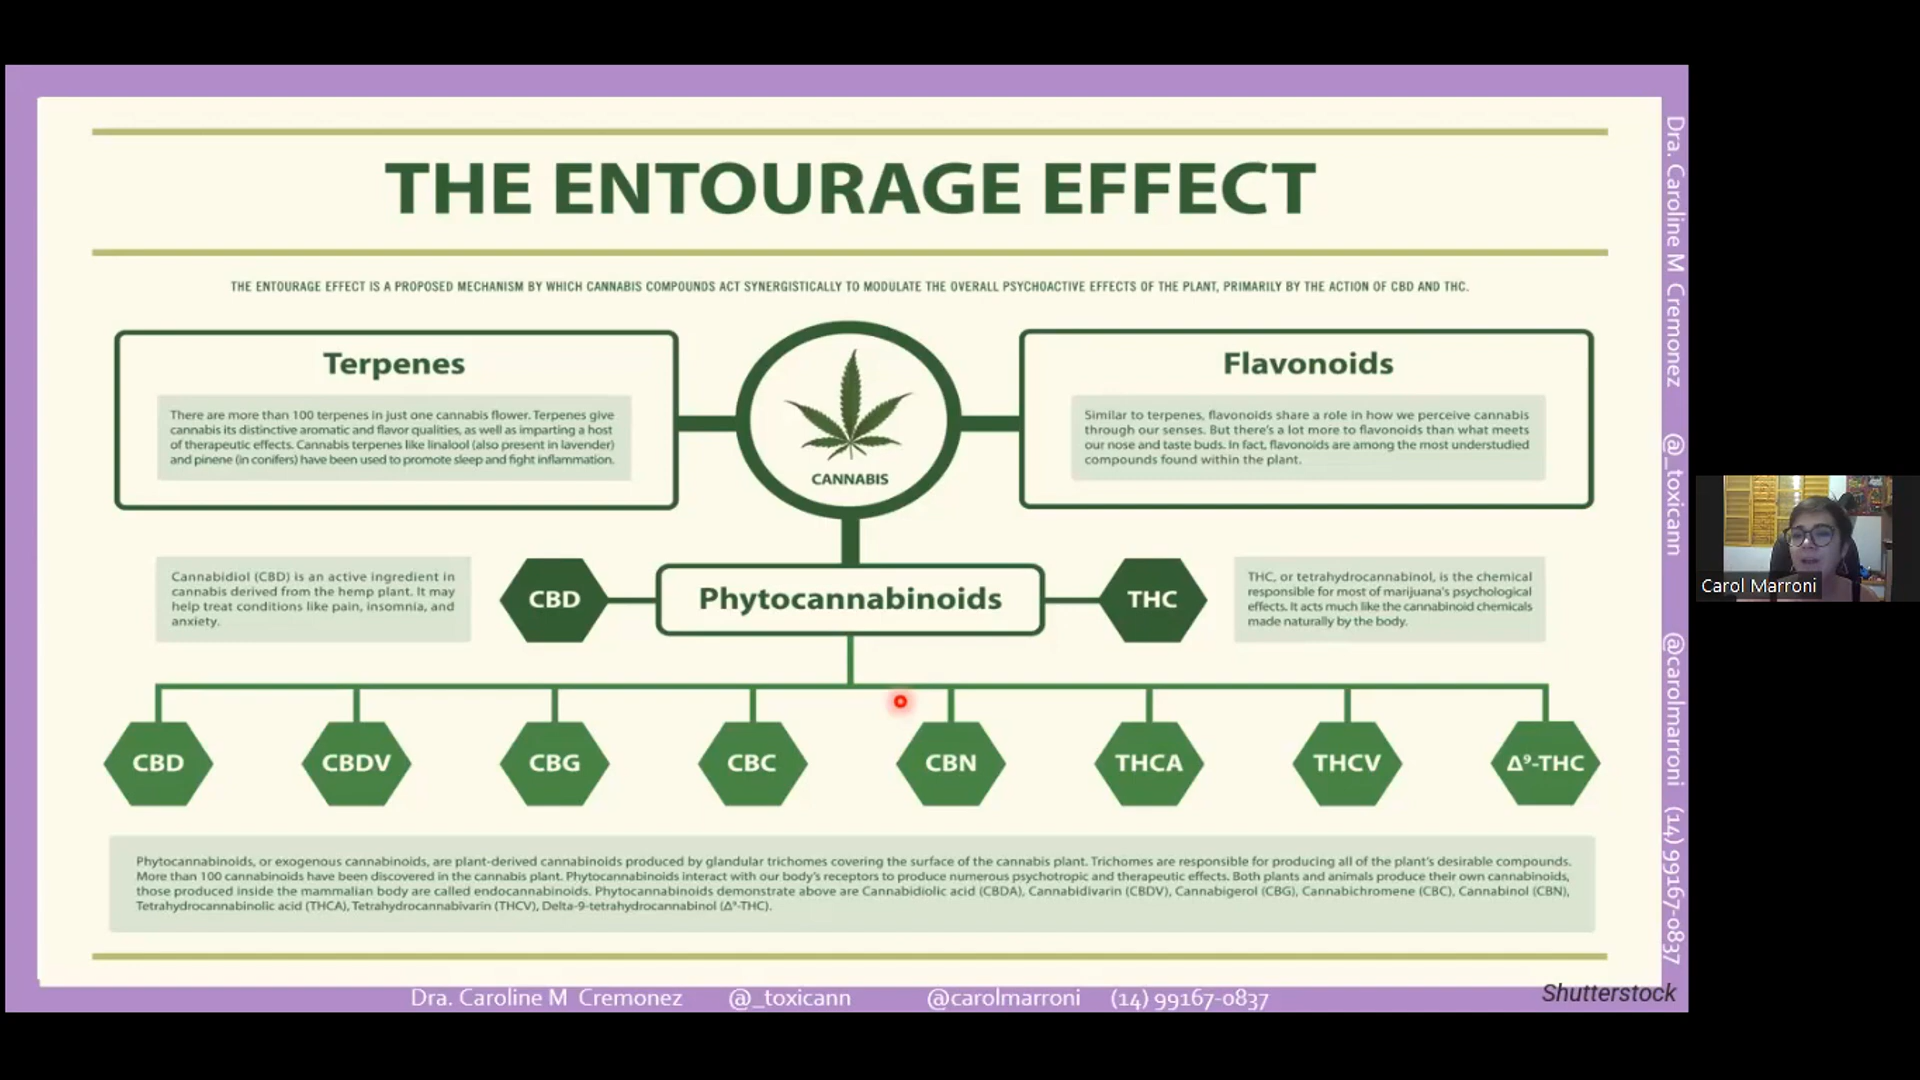 THE ENTOURAGE EFFECT
THE ENTOURAGE EFFECT IS A PROPOSED MECHANISM BY WHICH CANNABIS COMPOUNDS ACT SYNERGISTICALLY TO MODULATE THE OVERALL PSYCHOACTIVE EFFECTS OF THE PLANT, PRIMARILY BY THE ACTION OF CBD AND THC.
Terpenes
There are more than 100 terpenes in just one cannabis flower. Terpenes give
cannabis its distinctive aromatic and flavor qualities, as well as imparting a host
of therapeutic effects. Cannabis terpenes like linalool (also present in lavender)
and pinene (in conifers) have been used to promote sleep and fight inflammation.
CANNABIS
Flavonoids
Similar to terpenes, flavonoids share a role in how we perceive cannabis
through our senses. But there's a lot more to flavonoids than what meets
our nose and taste buds. In fact, flavonoids are among the most understudied
compounds found within the plant.
Cannabidiol (CBD) is an active ingredient in
cannabis derived from the hemp plant. It may
help treat conditions like pain, insomnia, and
anxiety.
CBD
Phytocannabinoids
THC
THC, or tetrahydrocannabinol, is the chemical
responsible for most of marijuana's psychological
effects. It acts much like the cannabinoid chemicals
made naturally by the body.
CBD
CBDV
CBG
CBC
CBN
THCA
THCV
Δ⁹-THC
Phytocannabinoids, or exogenous cannabinoids, are plant-derived cannabinoids produced by glandular trichomes covering the surface of the cannabis plant. Trichomes are responsible for producing all of the plant's desirable compounds.
More than 100 cannabinoids have been discovered in the cannabis plant. Phytocannabinoids interact with our body's receptors to produce numerous psychotropic and therapeutic effects. Both plants and animals produce their own cannabinoids,
those produced inside the mammalian body are called endocannabinoids. Phytocannabinoids demonstrate above are Cannabidiolic acid (CBDA), Cannabidivarin (CBDV), Cannabigerol (CBG), Cannabichromene (CBC), Cannabinol (CBN),
Tetrahydrocannabinolic acid (THCA), Tetrahydrocannabivarin (THCV), Delta-9-tetrahydrocannabinol (Δ⁹-THC).
Dra. Caroline M Cremonez @_toxicann @carolmarroni (14) 99167-0837
Shutterstock
Dra. Caroline M Cremonez @_toxicann @carolmarroni (14) 99167-0837
Carol Marroni